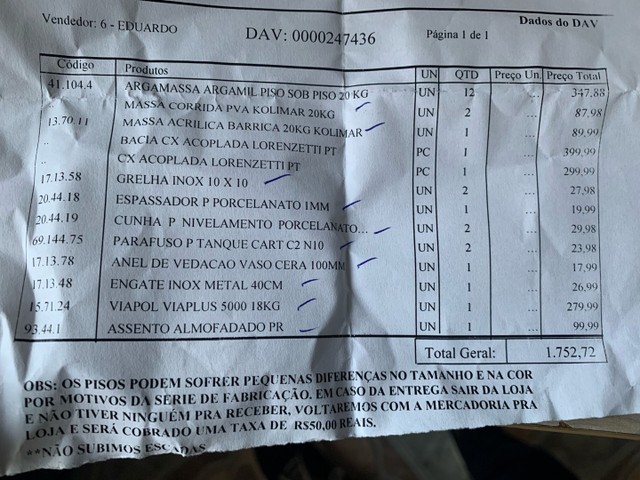 Vendedor: 6 - EDUARDO DAV: 0000247436 Página 1 de 1 Dados do DAV
Código Produtos UN QTD Preço Un. Preço Total
41.104.4 ARGAMASSA ARGAMIL PISO SOB PISO 20 KG UN 12 ... 347,88
.. MASSA CORRIDA PVA KOLIMAR 20KG UN 2 ... 87,98
13.70.11 MASSA ACRILICA BARRICA 20KG KOLIMAR UN 1 ... 89,99
.. BACIA CX ACOPLADA LORENZETTI PT PC 1 ... 399,99
.. CX ACOPLADA LORENZETTI PT PC 1 ... 299,99
17.13.58 GRELHA INOX 10 X 10 UN 2 ... 27,98
20.44.18 ESPASSADOR P PORCELANATO 1MM UN 1 ... 19,99
20.44.19 CUNHA P NIVELAMENTO PORCELANATO... UN 2 ... 29,98
69.144.75 PARAFUSO P TANQUE CART C2 N10 UN 2 ... 23,98
17.13.78 ANEL DE VEDACAO VASO CERA 100MM UN 1 ... 17,99
17.13.48 ENGATE INOX METAL 40CM UN 1 ... 26,99
15.71.24 VIAPOL VIAPLUS 5000 18KG UN 1 ... 279,99
93.44.1 ASSENTO ALMOFADADO PR UN 1 ... 99,99
Total Geral: 1.752,72
OBS: OS PISOS PODEM SOFRER PEQUENAS DIFERENÇAS NO TAMANHO E NA COR
POR MOTIVOS DA SÉRIE DE FABRICAÇÃO. EM CASO DA ENTREGA SAIR DA LOJA
E NÃO TIVER NINGUÉM PRA RECEBER, VOLTAREMOS COM A MERCADORIA PRA
LOJA E SERÁ COBRADO UMA TAXA DE R$50,00 REAIS.
**NÃO SUBIMOS ESCADAS